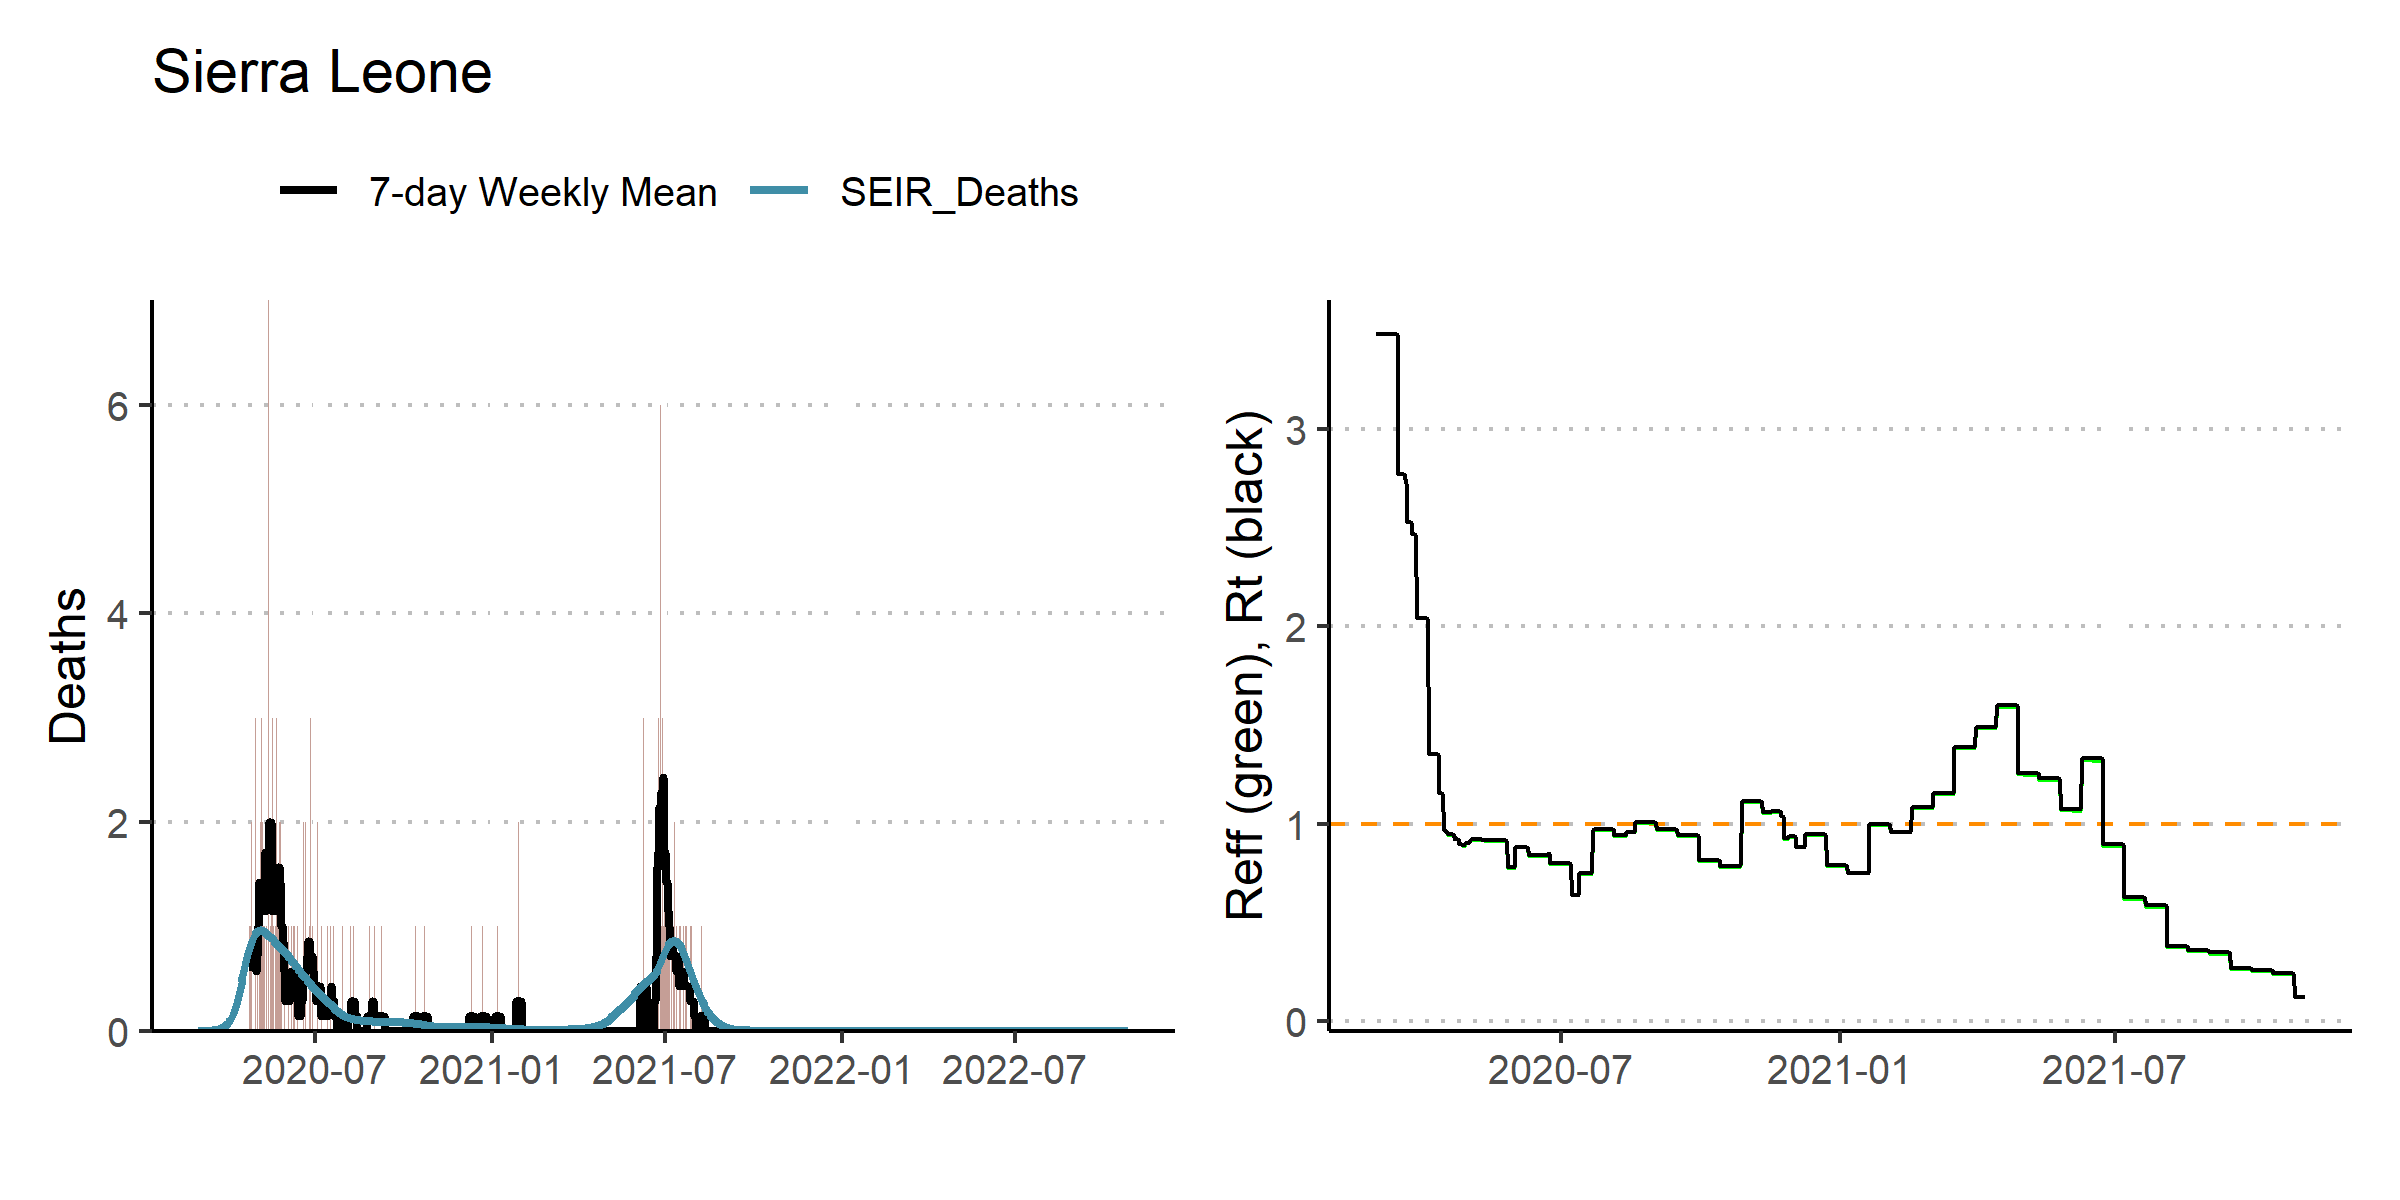 Sierra Leone
7-day Weekly Mean SEIR_Deaths
Deaths
6
4
2
0
2020-07 2021-01 2021-07 2022-01 2022-07
Reff (green), Rt (black)
3
2
1
0
2020-07 2021-01 2021-07